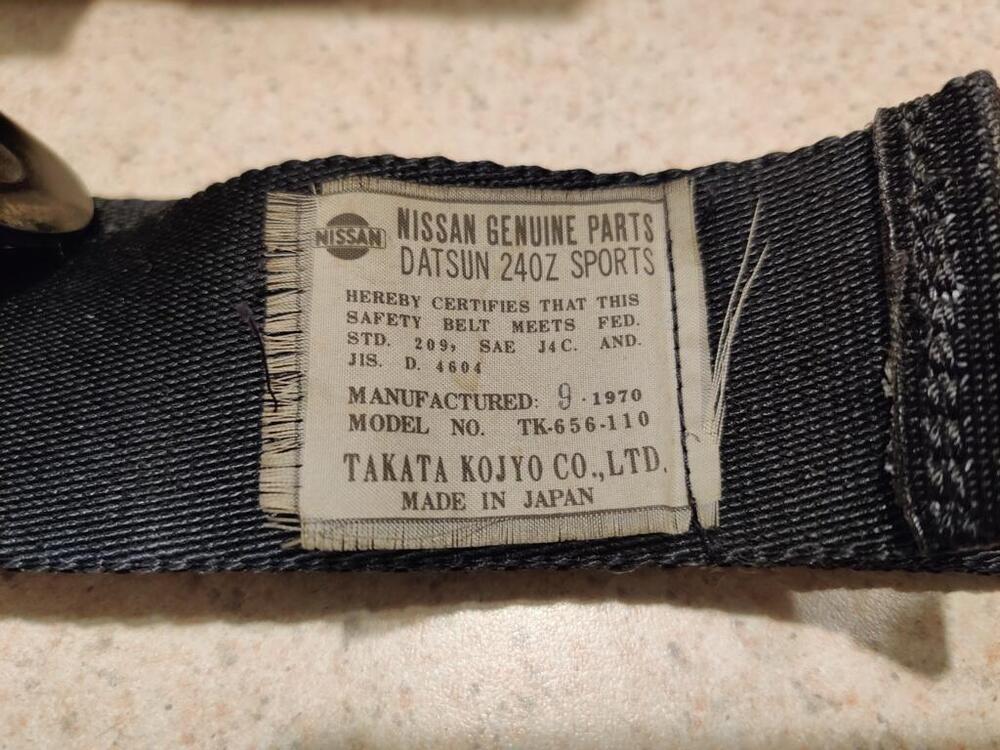 NISSAN
NISSAN GENUINE PARTS
DATSUN 240Z SPORTS
HEREBY CERTIFIES THAT THIS
SAFETY BELT MEETS FED.
STD. 209, SAE J4C. AND.
JIS. D. 4604
MANUFACTURED: 9 · 1970
MODEL NO. TK-656-110
TAKATA KOJYO CO.,LTD.
MADE IN JAPAN